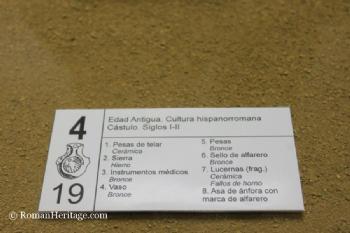 4
19
Edad Antigua. Cultura hispanorromana
Cástulo. Siglos I-II
1. Pesas de telar
Cerámica
2. Sierra
Hierro
3. Instrumentos médicos
Bronce
4. Vaso
Bronce
5. Pesas
Bronce
6. Sello de alfarero
Bronce
7. Lucernas (frag.)
Cerámica
Fallos de horno
8. Asa de ánfora con
marca de alfarero
© RomanHeritage.com